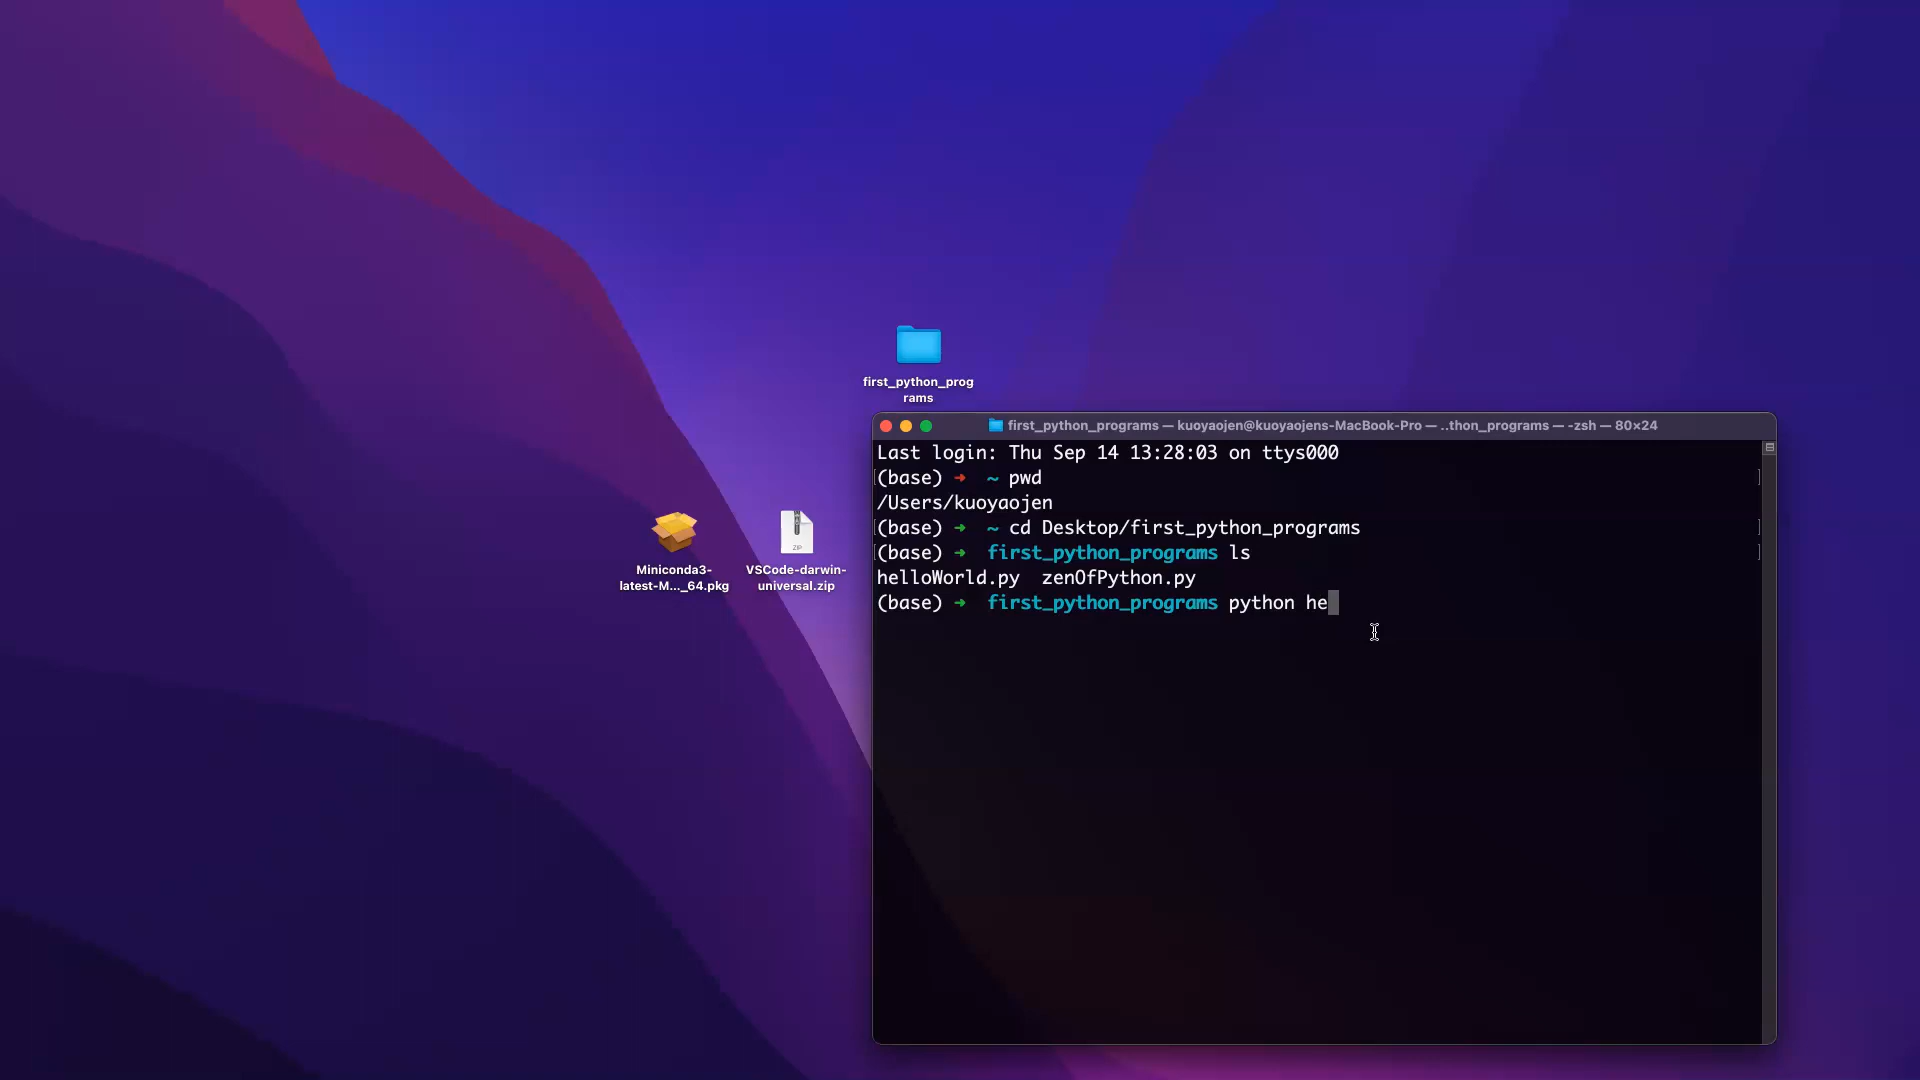 first_python_prog
rams
Miniconda3-
latest-M..._64.pkg
ZIP
VSCode-darwin-
universal.zip
first_python_programs — kuoyaojen@kuoyaojens-MacBook-Pro — ..thon_programs — -zsh — 80×24
Last login: Thu Sep 14 13:28:03 on ttys000
(base) ➜  ~ pwd
/Users/kuoyaojen
(base) ➜  ~ cd Desktop/first_python_programs
(base) ➜  first_python_programs ls
helloWorld.py  zenOfPython.py
(base) ➜  first_python_programs python he